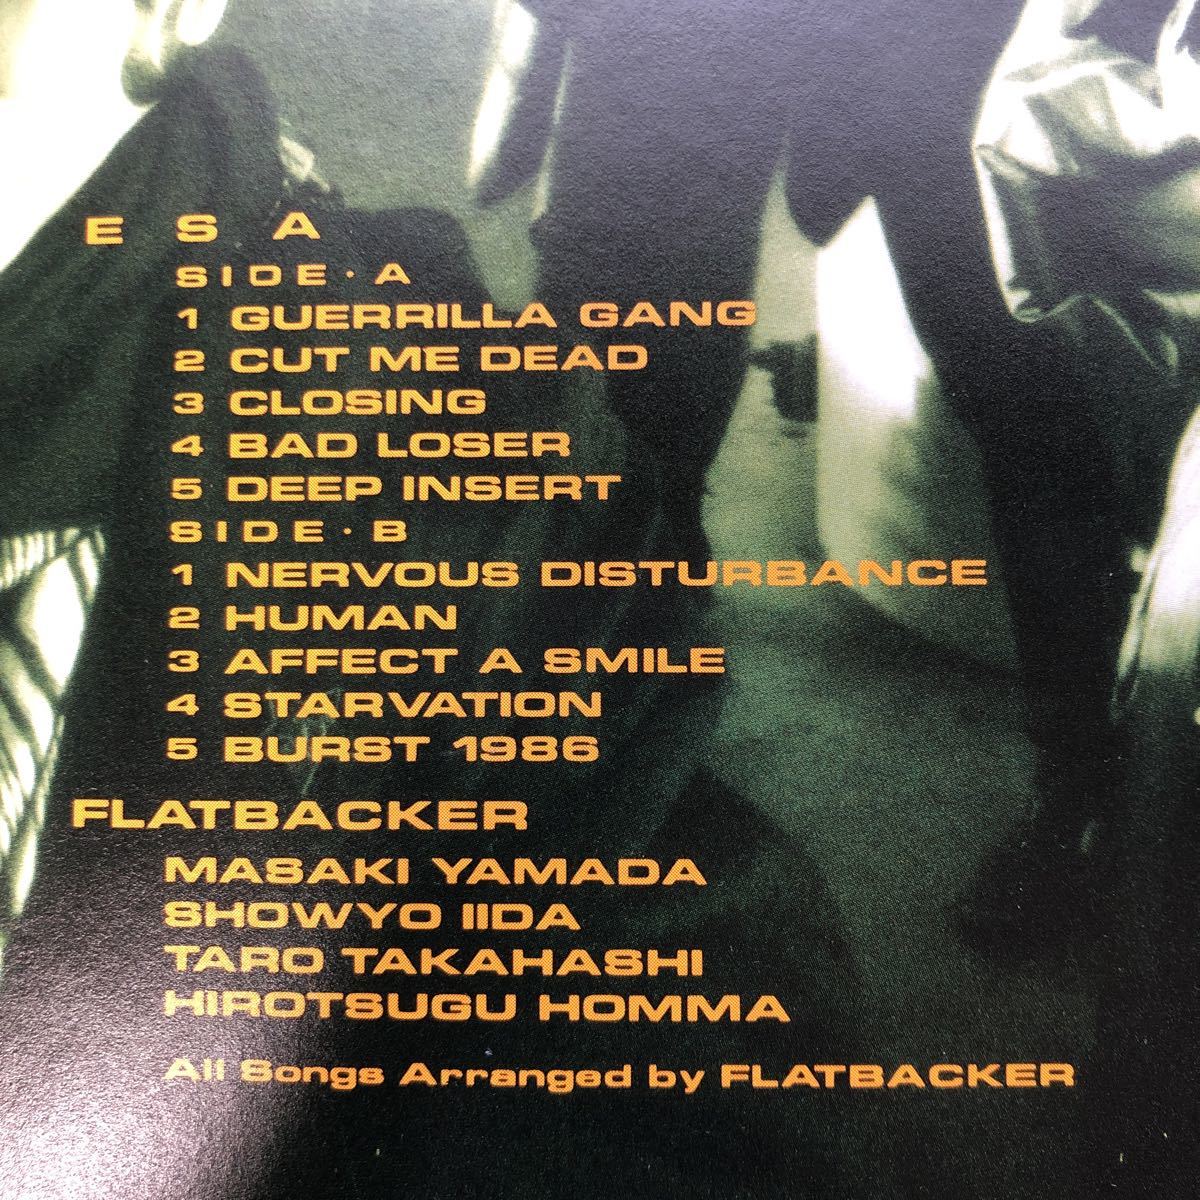 ESA
SIDE·A
1 GUERRILLA GANG
2 CUT ME DEAD
3 CLOSING
4 BAD LOSER
5 DEEP INSERT
SIDE·B
1 NERVOUS DISTURBANCE
2 HUMAN
3 AFFECT A SMILE
4 STARVATION
5 BURST 1986
FLATBACKER
MASAKI YAMADA
SHOWYO IIDA
TARO TAKAHASHI
HIROTSUGU HOMMA
All Songs Arranged by FLATBACKER